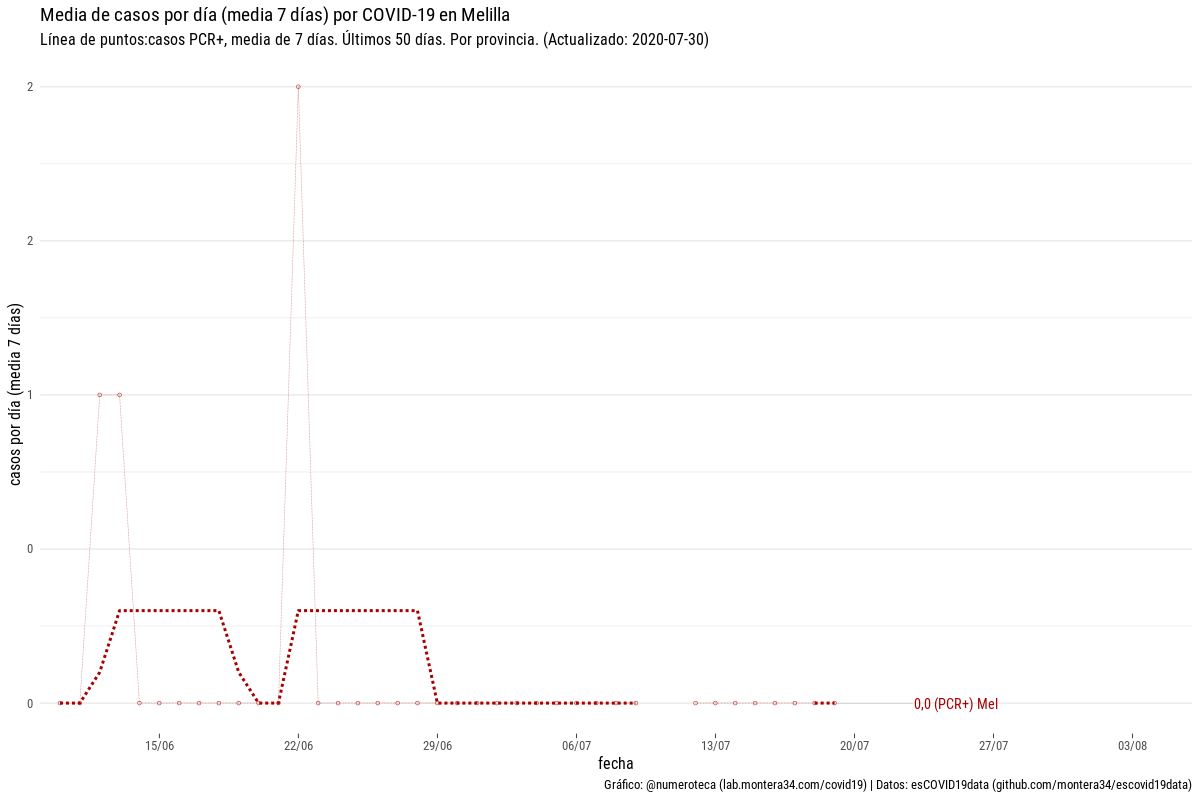 Media de casos por día (media 7 días) por COVID-19 en Melilla
Línea de puntos:casos PCR+, media de 7 días. Últimos 50 días. Por provincia. (Actualizado: 2020-07-30)
casos por día (media 7 días)
2
2
1
0
0
0,0 (PCR+) Mel
15/06
22/06
29/06
06/07
13/07
20/07
27/07
03/08
fecha
Gráfico: @numeroteca (lab.montera34.com/covid19) | Datos: esCOVID19data (github.com/montera34/escovid19data)